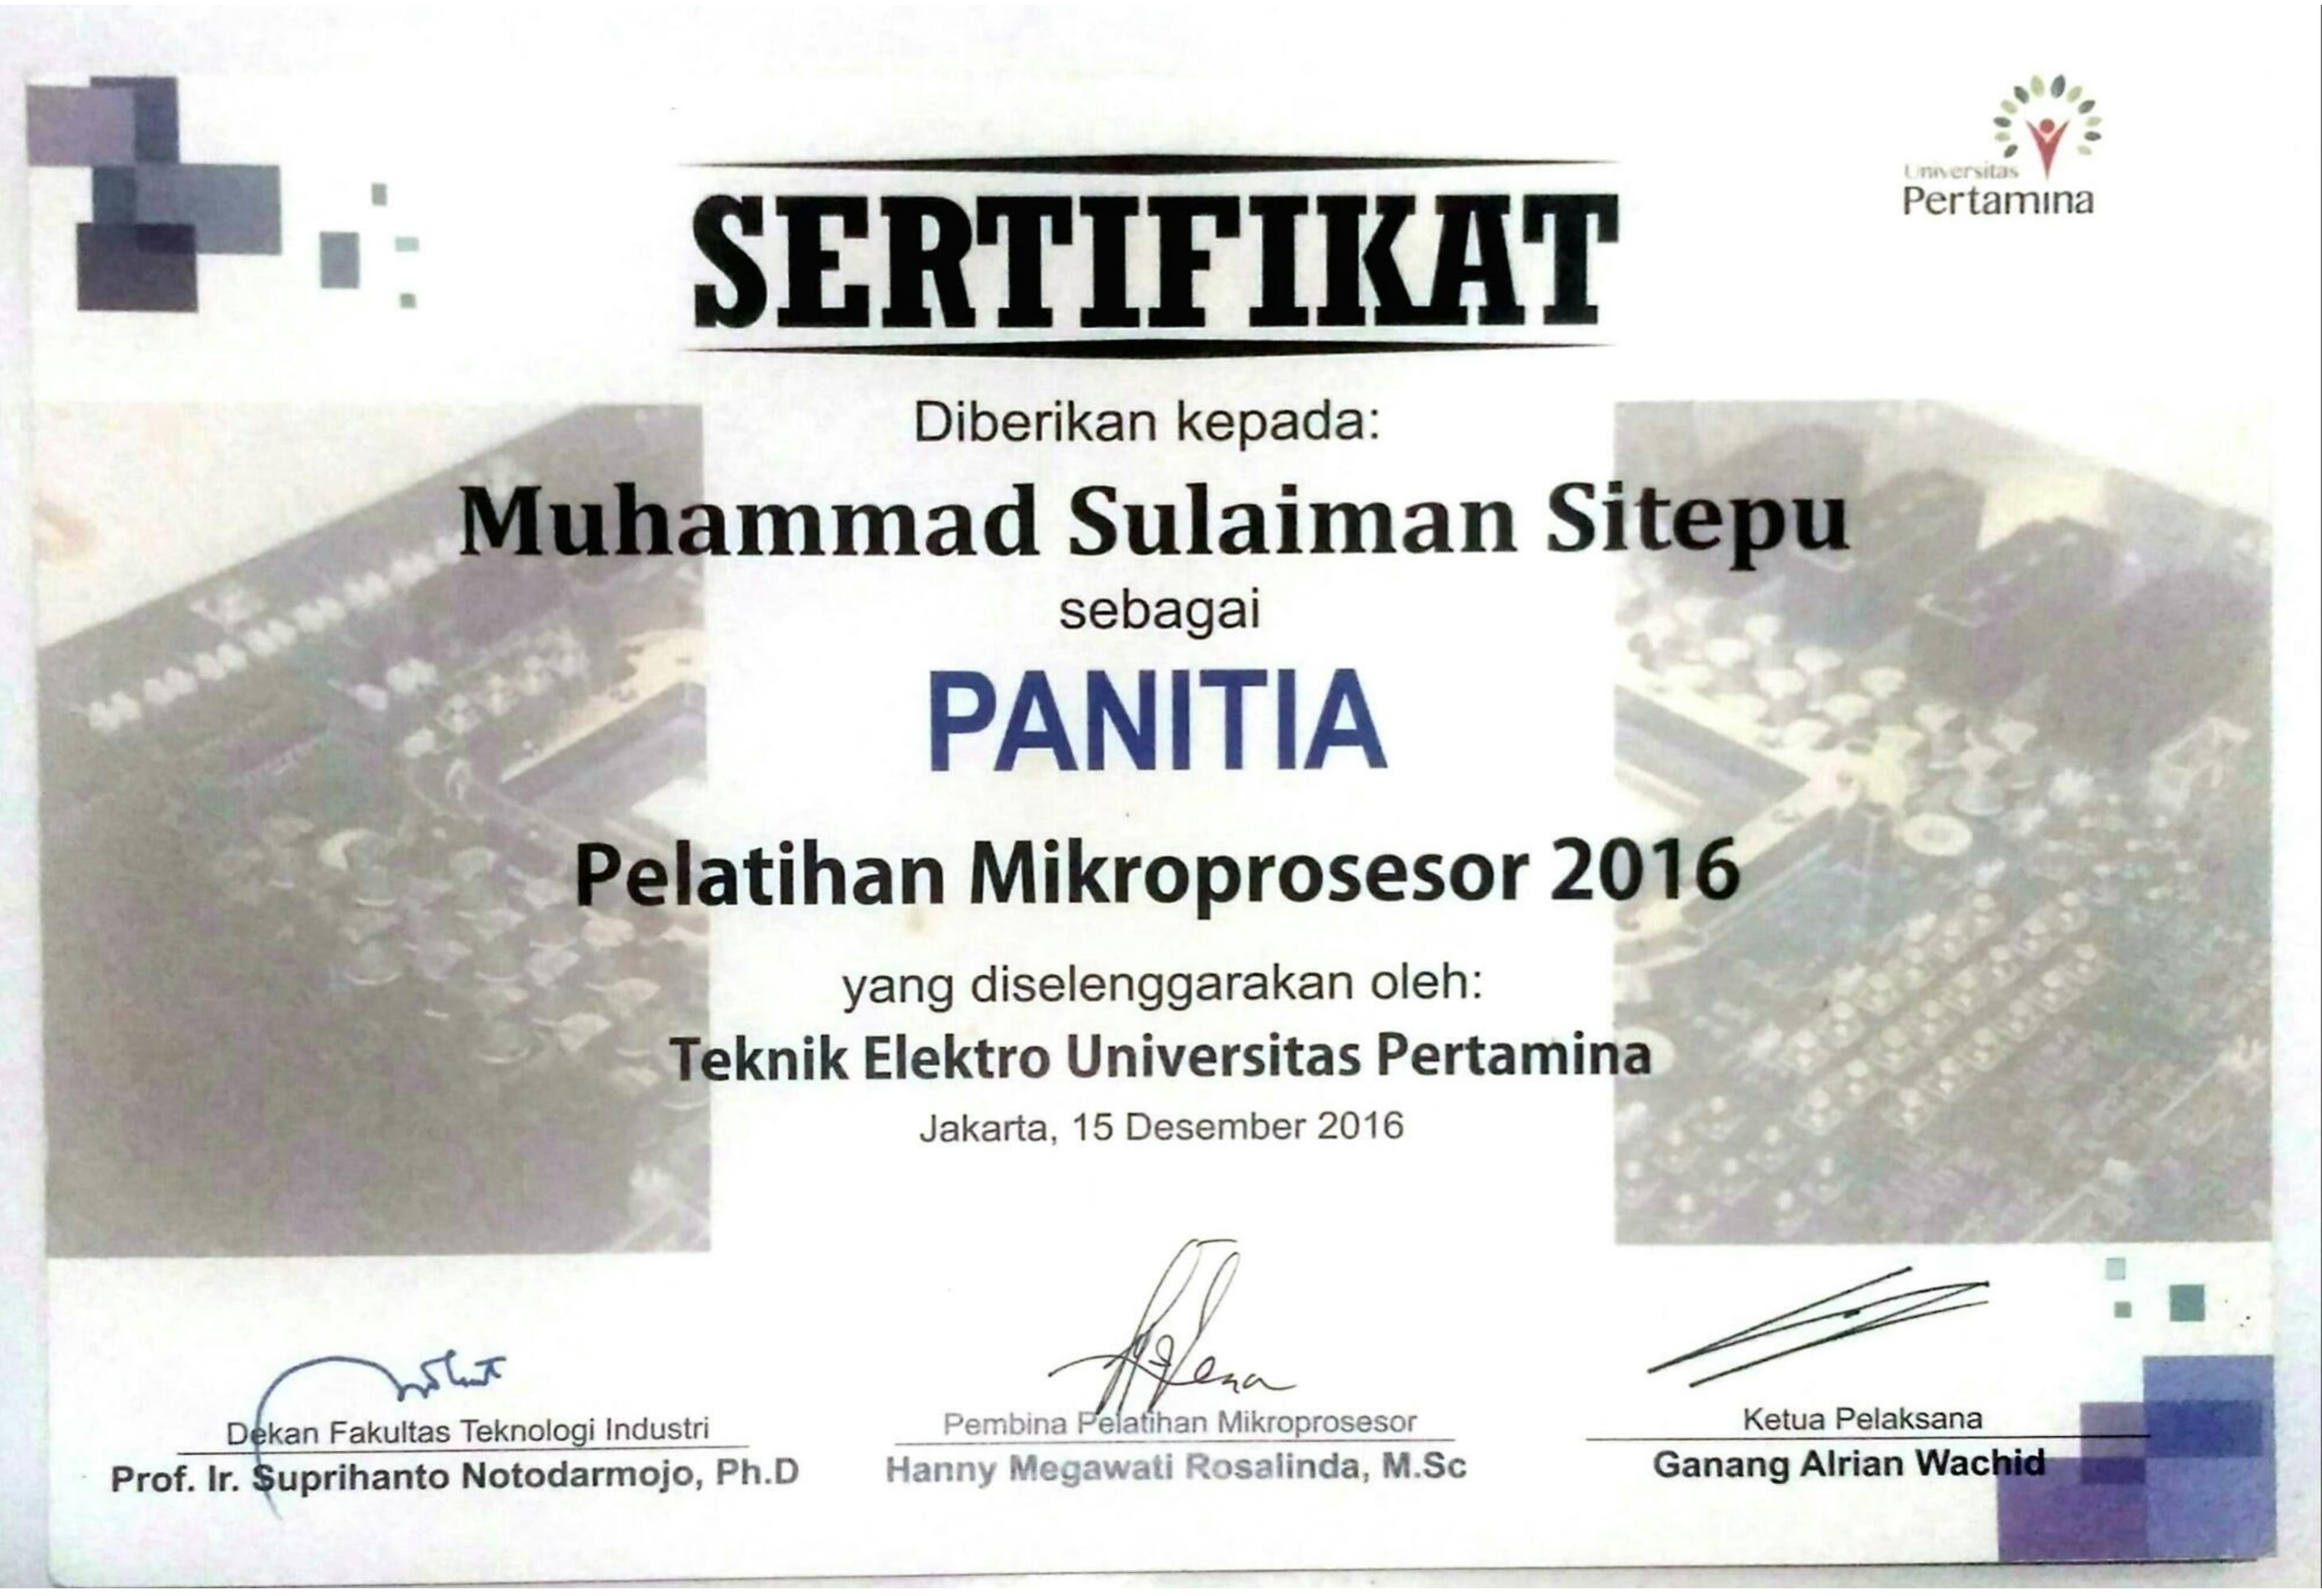 Universitas
Pertamina
SERTIFIKAT
Diberikan kepada:
Muhammad Sulaiman Sitepu
sebagai
PANITIA
Pelatihan Mikroprosesor 2016
yang diselenggarakan oleh:
Teknik Elektro Universitas Pertamina
Jakarta, 15 Desember 2016
Dekan Fakultas Teknologi Industri
Prof. Ir. Suprihanto Notodarmojo, Ph.D
Pembina Pelatihan Mikroprosesor
Hanny Megawati Rosalinda, M.Sc
Ketua Pelaksana
Ganang Alrian Wachid